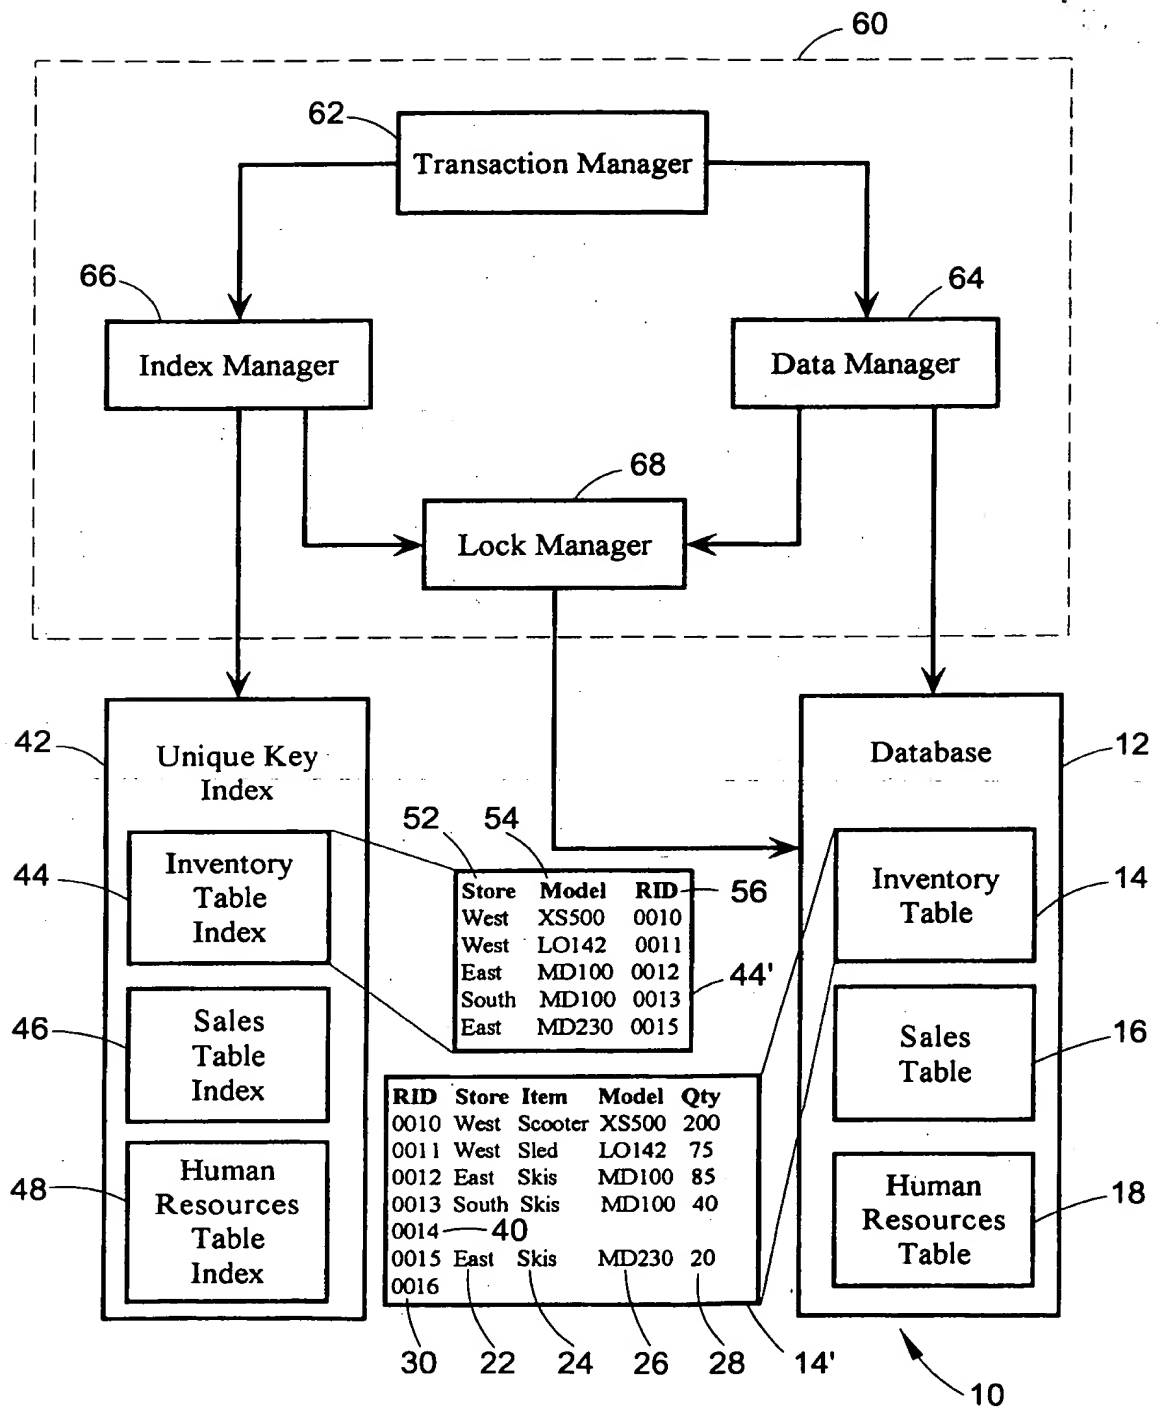 60
62
Transaction Manager
66
64
Index Manager
Data Manager
68
Lock Manager
42
Unique Key
Index
Database
12
52
54
44
Inventory
Table
Index
Store Model RID
56
West XS500 0010
West LO142 0011
East MD100 0012
South MD100 0013
East MD230 0015
44'
Inventory
Table
14
46
Sales
Table
Index
Sales
Table
16
48
Human
Resources
Table
Index
RID Store Item Model Qty
0010 West Scooter XS500 200
0011 West Sled LO142 75
0012 East Skis MD100 85
0013 South Skis MD100 40
0014 40
0015 East Skis MD230 20
0016
Human
Resources
Table
18
30
22
24
26
28
14'
10